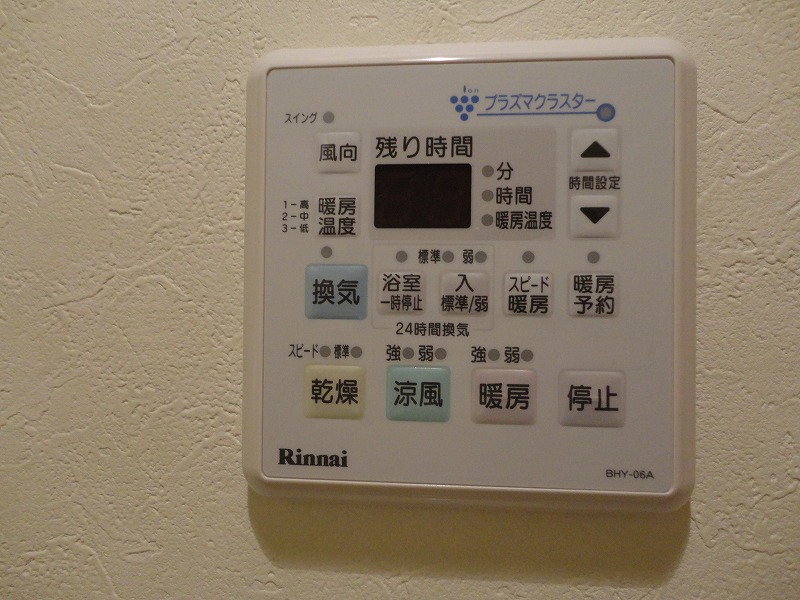 ion
プラズマクラスター
スイング
風向
残り時間
分
時間
暖房温度
時間設定
1－高
2－中
3－低
暖房
温度
標準 弱
換気
浴室
一時停止
入
標準/弱
スピード
暖房
暖房
予約
24時間換気
スピード 標準
強 弱
強 弱
乾燥
涼風
暖房
停止
Rinnai
BHY-06A